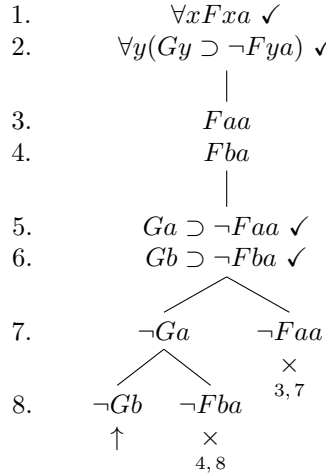 1. ∀xFxa ✓
2. ∀y(Gy ⊃ ¬Fya) ✓
3. Faa
4. Fba
5. Ga ⊃ ¬Faa ✓
6. Gb ⊃ ¬Fba ✓
7. ¬Ga ¬Faa
×
3, 7
8. ¬Gb ¬Fba
↑ ×
4, 8